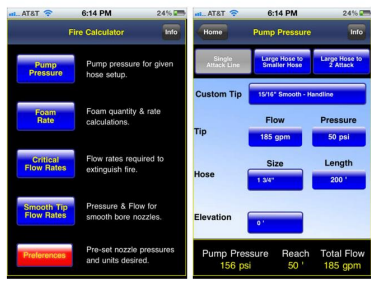 AT&T 6:14 PM 24%
Fire Calculator Info
Pump Pressure
Pump pressure for given hose setup.
Foam Rate
Foam quantity & rate calculations.
Critical Flow Rates
Flow rates required to extinguish fire.
Smooth Tip Flow Rates
Pressure & Flow for smooth bore nozzles.
Preferences
Pre-set nozzle pressures and units desired.
AT&T 6:14 PM 24%
Home Pump Pressure Info
Single Attack Line
Large Hose to Smaller Hose
Large Hose to 2 Attack
Custom Tip 15/16" Smooth - Handline
Flow Pressure
Tip 185 gpm 50 psi
Size Length
Hose 1 3/4" 200 '
Elevation 0 '
Pump Pressure Reach Total Flow
156 psi 50 ' 185 gpm